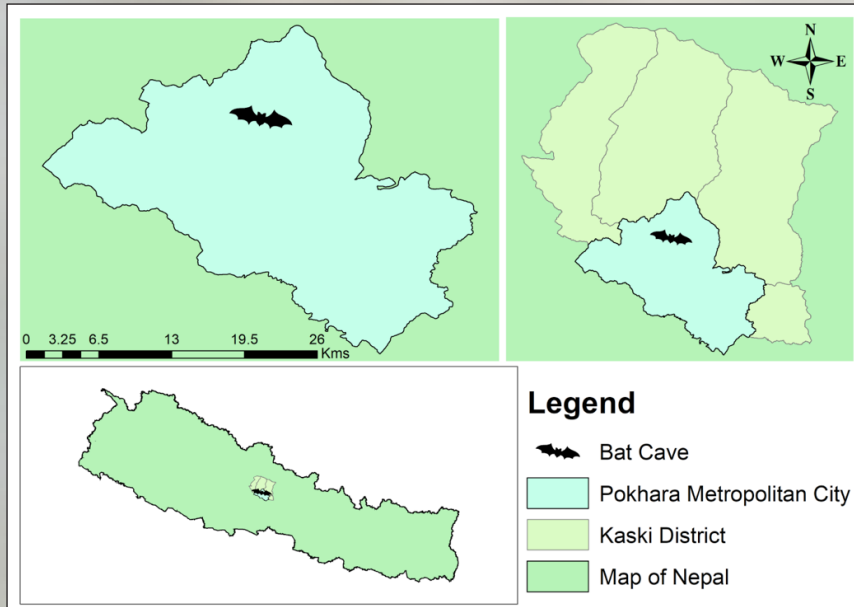 N
W E
S
0 3.25 6.5 13 19.5 26
Kms
Legend
Bat Cave
Pokhara Metropolitan City
Kaski District
Map of Nepal